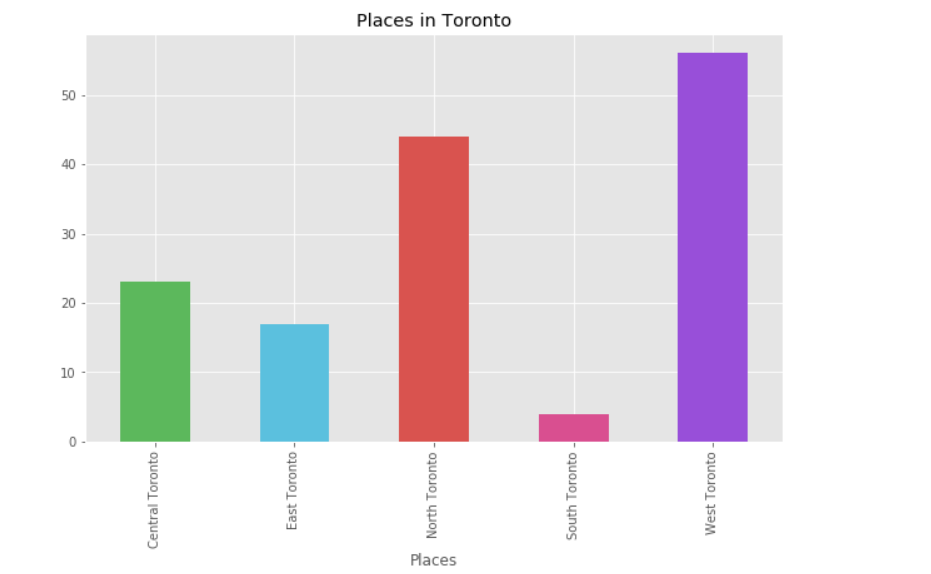 Places in Toronto
50
40
30
20
10
0
Central Toronto
East Toronto
North Toronto
South Toronto
West Toronto
Places